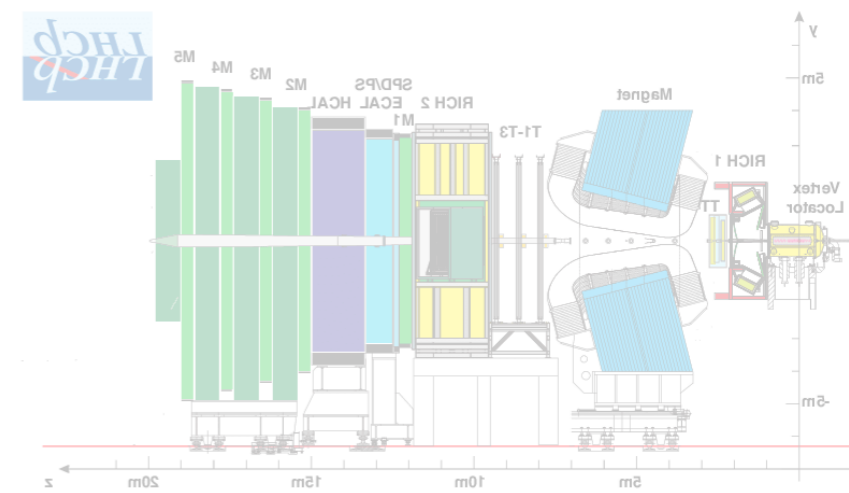 LHCb
LHCp
y
5m
M5
M4
M3
M2
HCAL
SPD/PS
ECAL
M1
RICH 2
T1-T3
Magnet
RICH 1
TT
Vertex
Locator
-5m
z
20m
15m
10m
5m